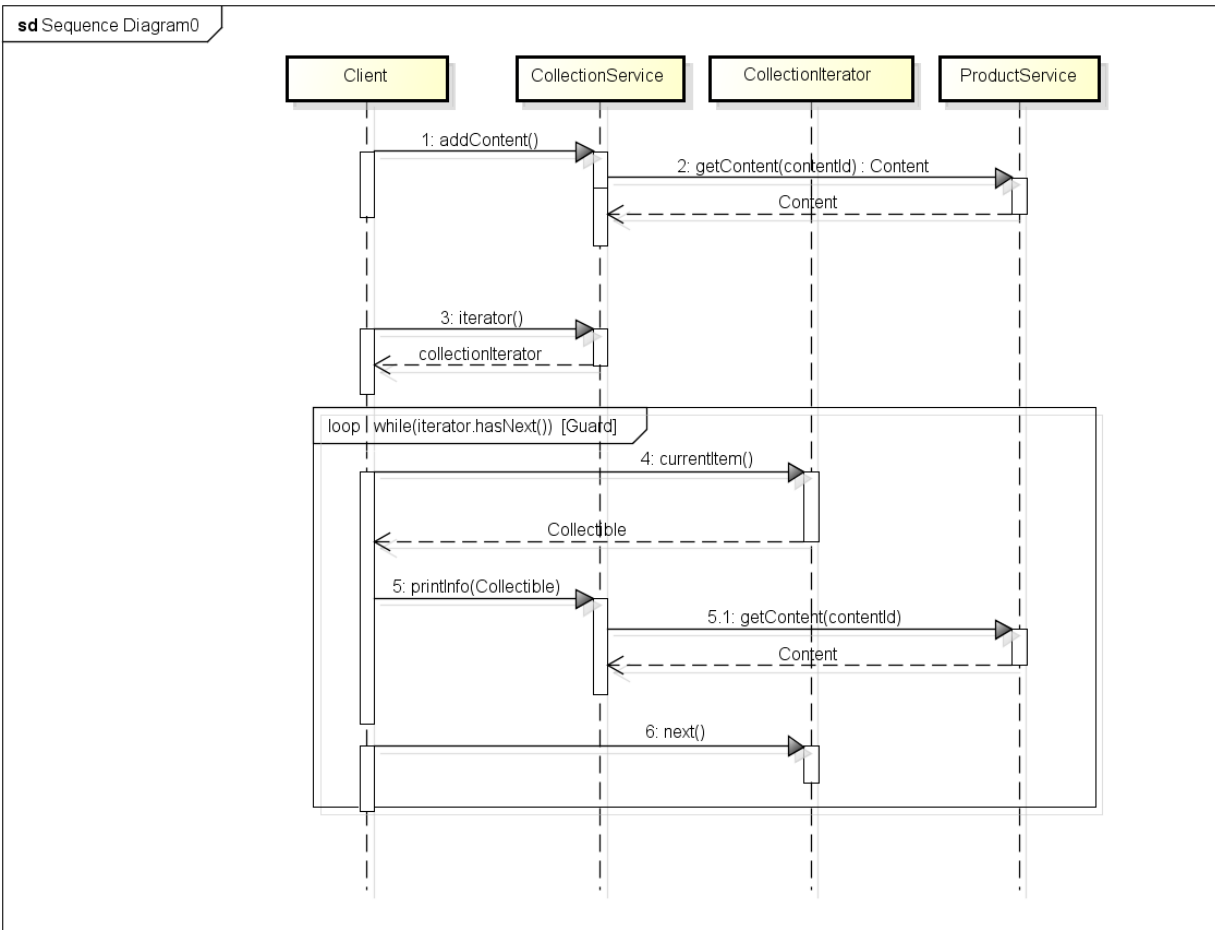 sd Sequence Diagram0
Client
CollectionService
CollectionIterator
ProductService
1: addContent()
2: getContent(contentId) : Content
Content
3: iterator()
collectionIterator
loop while(iterator.hasNext()) [Guard]
4: currentItem()
Collectible
5: printInfo(Collectible)
5.1: getContent(contentId)
Content
6: next()